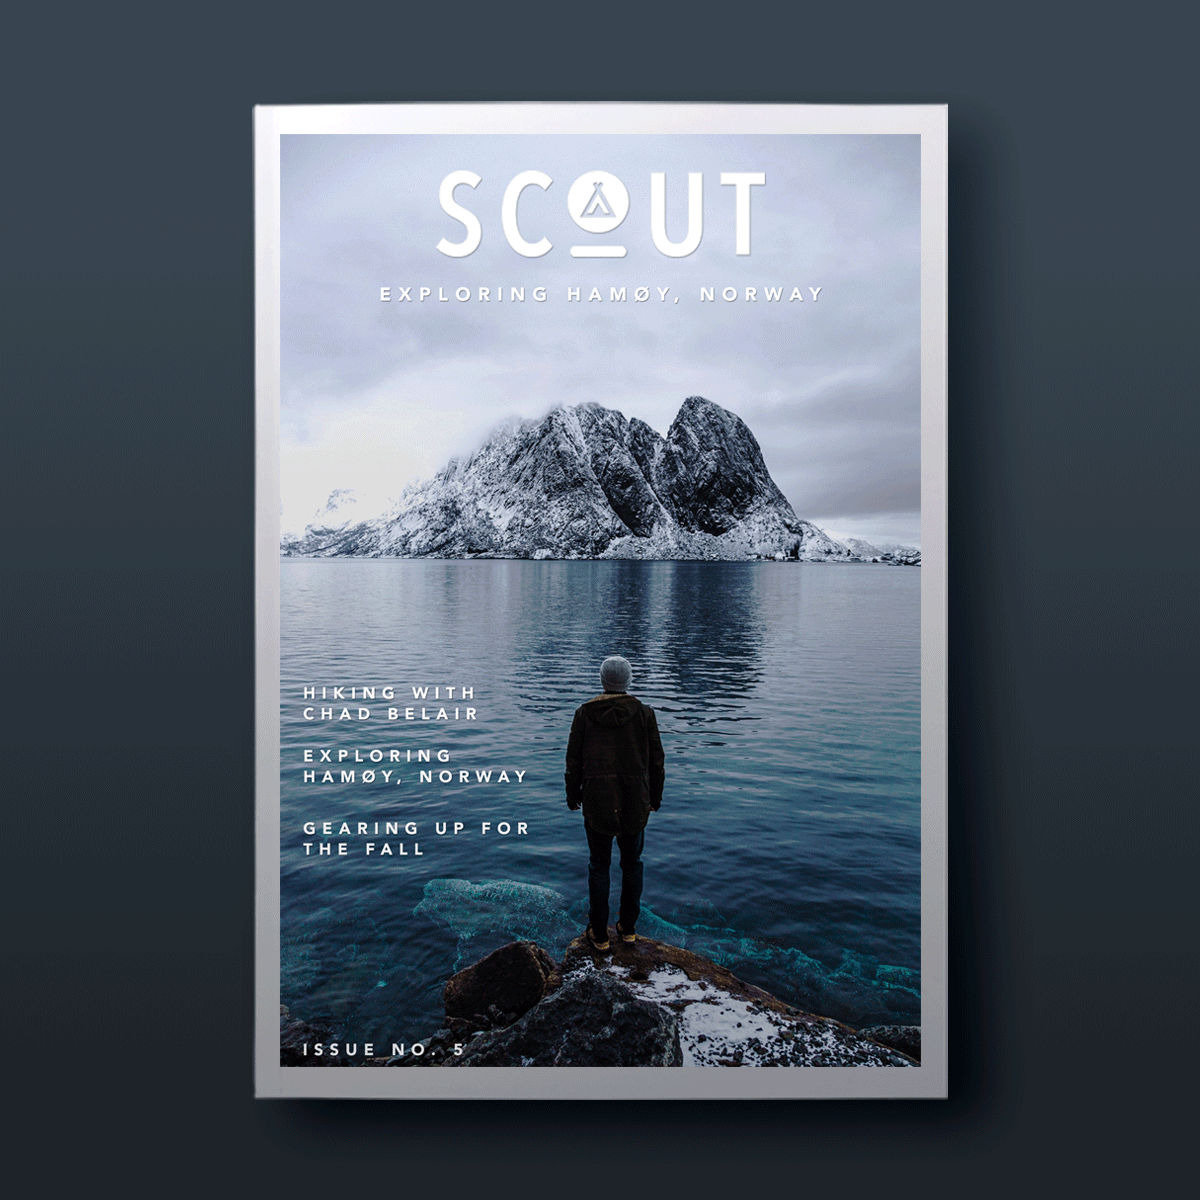 SCOUT
EXPLORING HAMØY, NORWAY
HIKING WITH
CHAD BELAIR
EXPLORING
HAMØY, NORWAY
GEARING UP FOR
THE FALL
ISSUE NO. 5